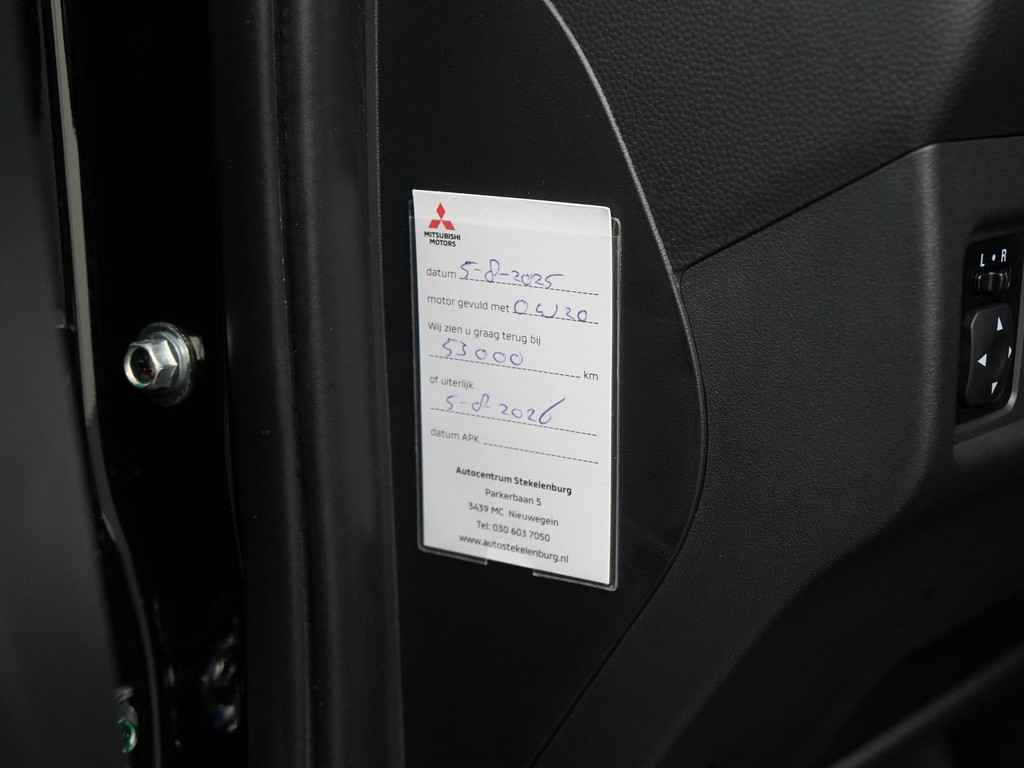 MITSUBISHI
MOTORS
datum 5-8-2025
motor gevuld met 0W20
Wij zien u graag terug bij
53000 km
of uiterlijk
5-8-2026
datum APK
Autocentrum Stekelenburg
Parkerbaan 5
3439 MC Nieuwegein
Tel: 030 603 7050
www.autostekelenburg.nl
L • R